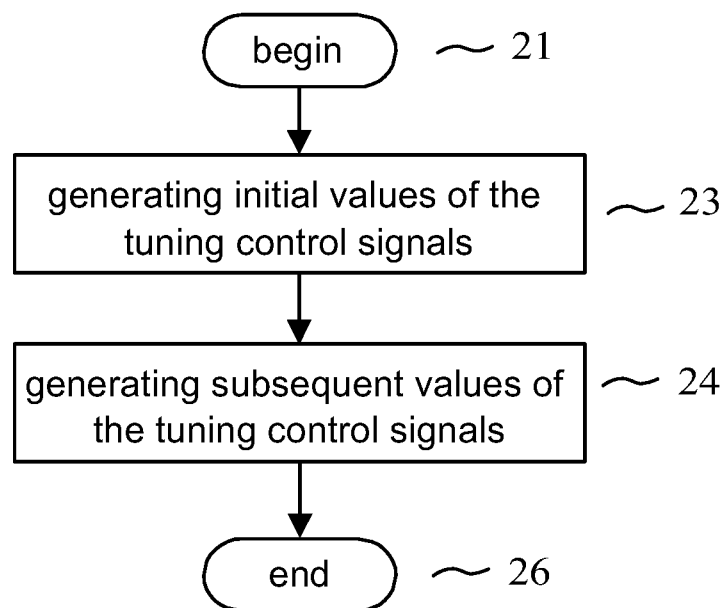 begin 21
generating initial values of the
tuning control signals 23
generating subsequent values of
the tuning control signals 24
end 26